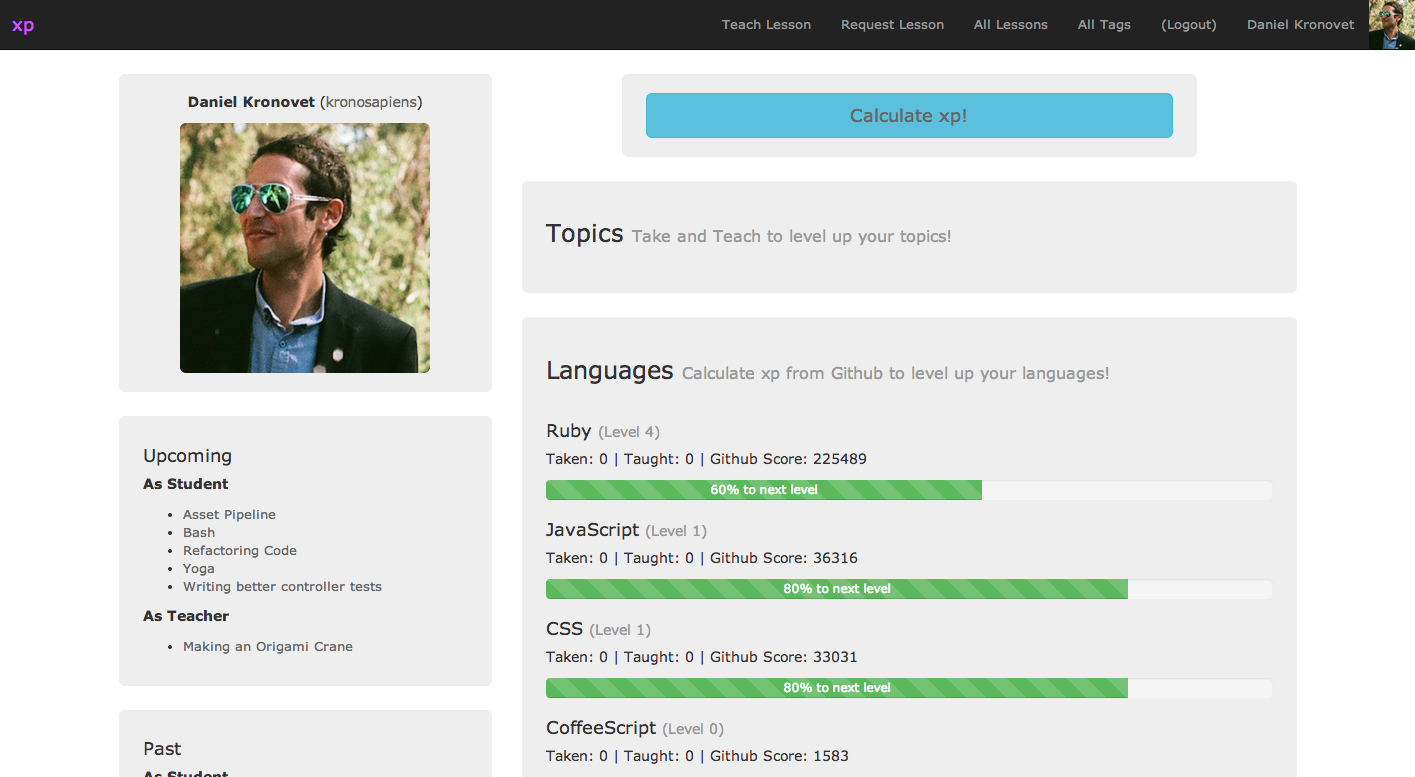 xp
Teach Lesson Request Lesson All Lessons All Tags (Logout) Daniel Kronovet
Daniel Kronovet (kronosapiens)
Upcoming
As Student
• Asset Pipeline
• Bash
• Refactoring Code
• Yoga
• Writing better controller tests
As Teacher
• Making an Origami Crane
Past
As Student
Calculate xp!
Topics Take and Teach to level up your topics!
Languages Calculate xp from Github to level up your languages!
Ruby (Level 4)
Taken: 0 | Taught: 0 | Github Score: 225489
60% to next level
JavaScript (Level 1)
Taken: 0 | Taught: 0 | Github Score: 36316
80% to next level
CSS (Level 1)
Taken: 0 | Taught: 0 | Github Score: 33031
80% to next level
CoffeeScript (Level 0)
Taken: 0 | Taught: 0 | Github Score: 1583